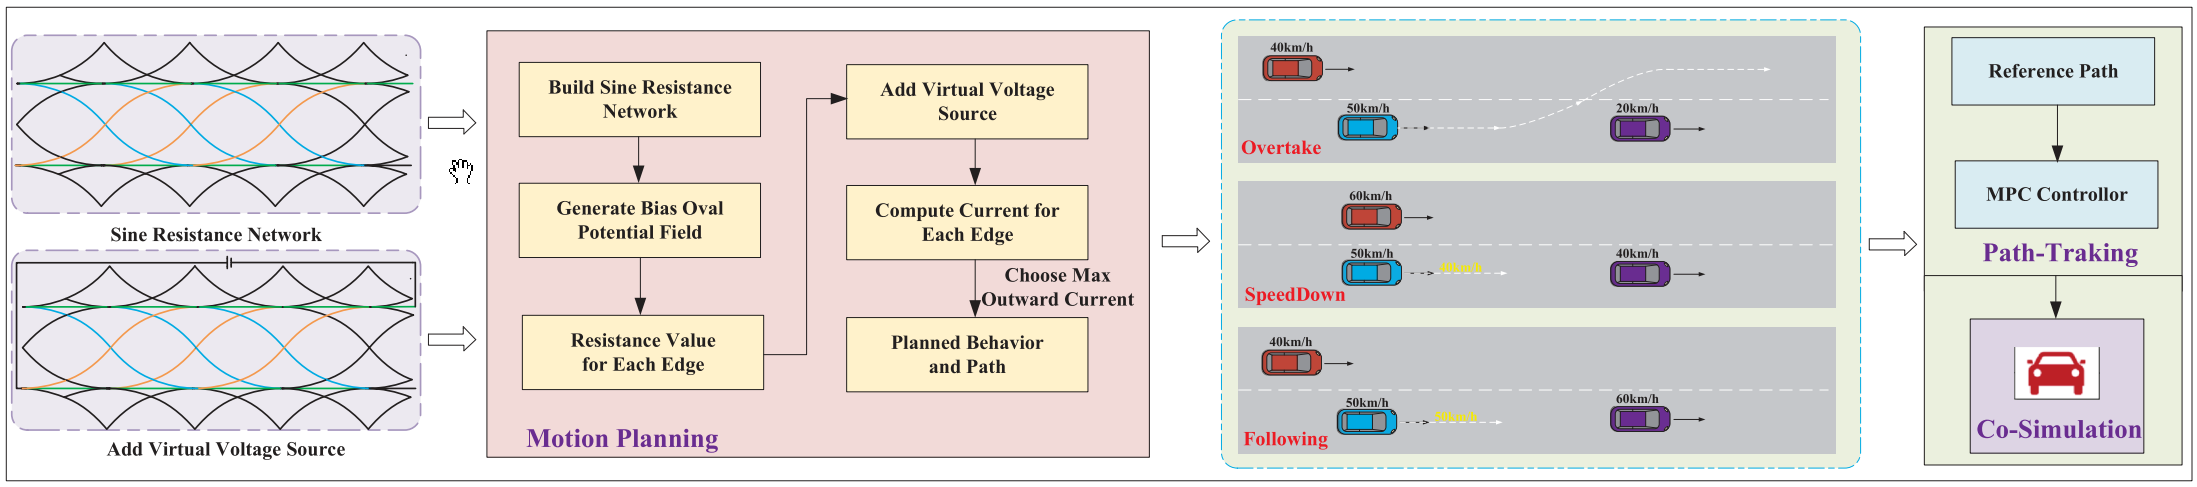 Sine Resistance Network
Add Virtual Voltage Source
Build Sine Resistance
Network
Generate Bias Oval
Potential Field
Resistance Value
for Each Edge
Add Virtual Voltage
Source
Compute Current for
Each Edge
Choose Max
Outward Current
Planned Behavior
and Path
Motion Planning
40km/h
50km/h
20km/h
Overtake
60km/h
50km/h
40km/h
40km/h
SpeedDown
40km/h
50km/h
50km/h
60km/h
Following
Reference Path
MPC Controllor
Path-Traking
Co-Simulation